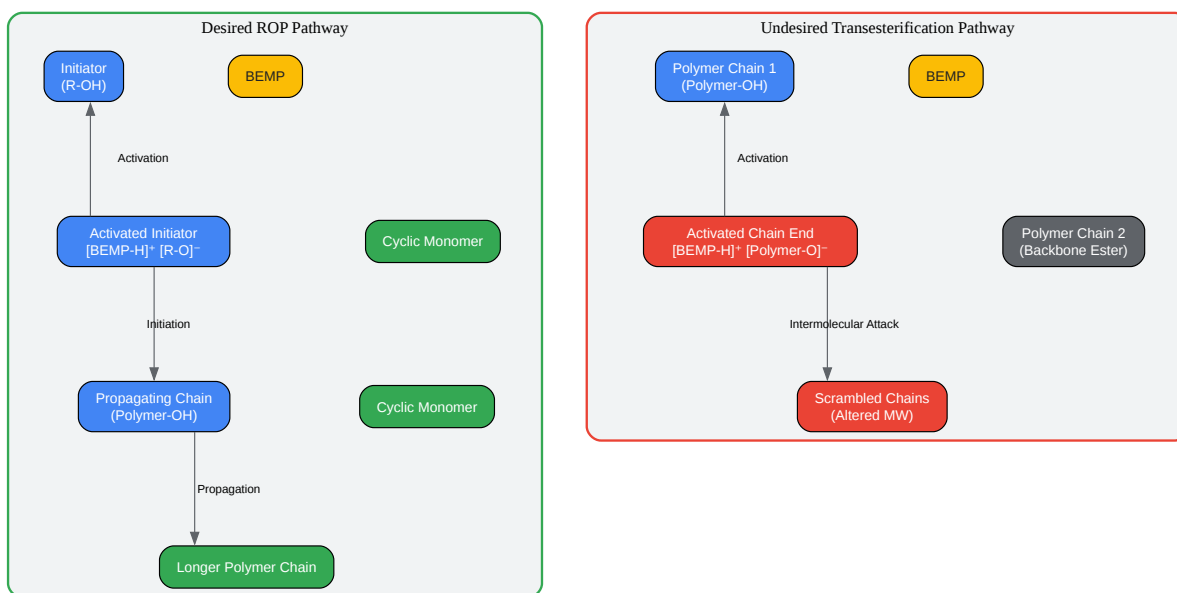 Desired ROP Pathway
Initiator
(R-OH)
BEMP
Activation
Activated Initiator
[BEMP-H]⁺ [R-O]⁻
Cyclic Monomer
Initiation
Propagating Chain
(Polymer-OH)
Cyclic Monomer
Propagation
Longer Polymer Chain
Undesired Transesterification Pathway
Polymer Chain 1
(Polymer-OH)
BEMP
Activation
Activated Chain End
[BEMP-H]⁺ [Polymer-O]⁻
Polymer Chain 2
(Backbone Ester)
Intermolecular Attack
Scrambled Chains
(Altered MW)